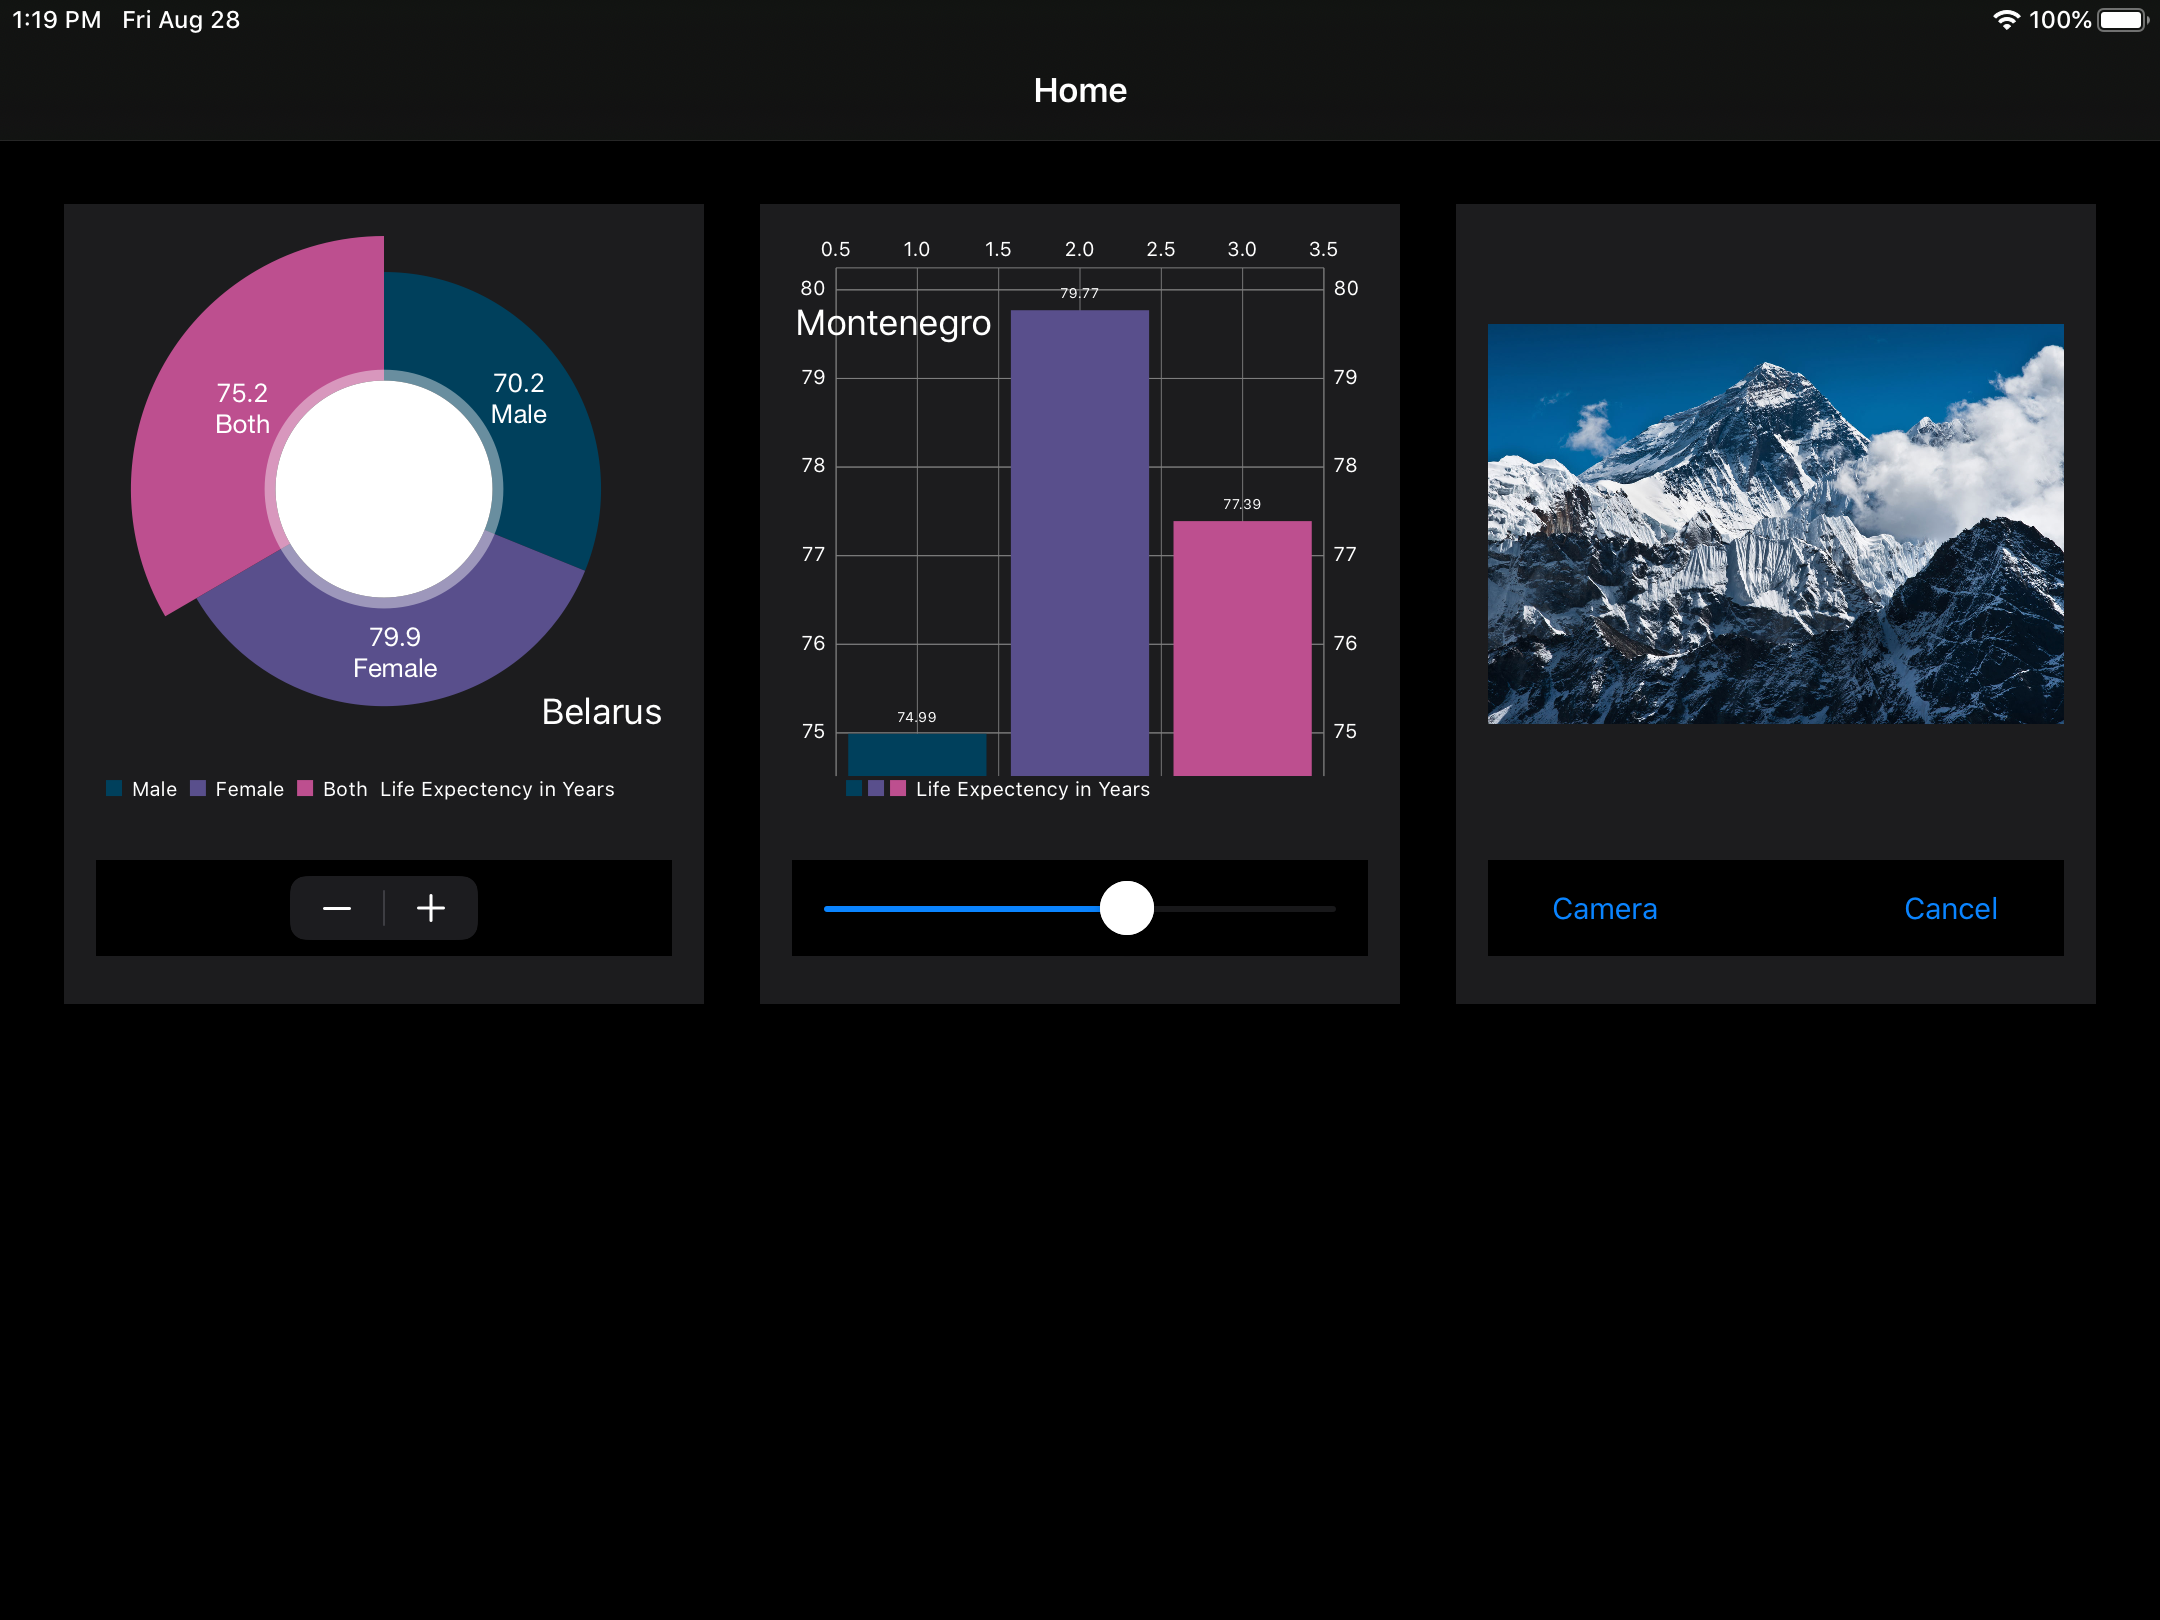 1:19 PM Fri Aug 28 100%
Home
75.2
Both
70.2
Male
79.9
Female
Belarus
Male Female Both Life Expectency in Years
0.5 1.0 1.5 2.0 2.5 3.0 3.5
80 79.77 80
Montenegro
79 79
78 78
77.39
77 77
76 76
74.99
75 75
Life Expectency in Years
Camera Cancel